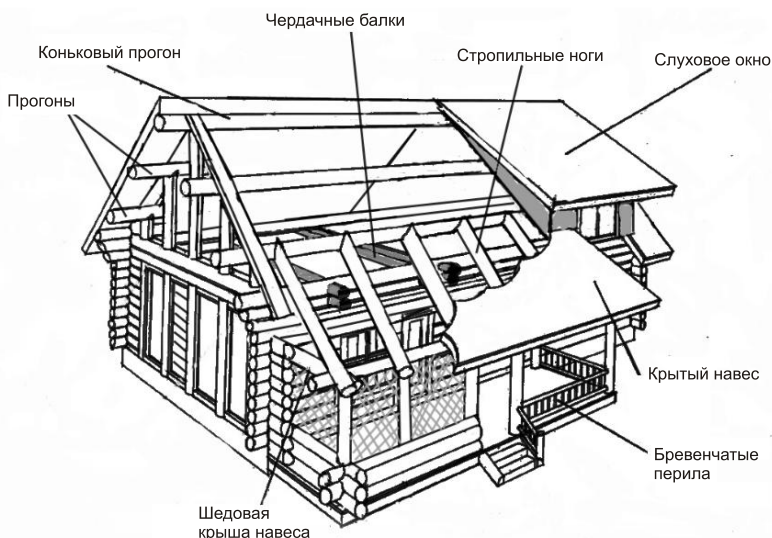 Чердачные балки
Коньковый прогон
Стропильные ноги
Слуховое окно
Прогоны
Крытый навес
Бревенчатые
перила
Шедовая
крыша навеса